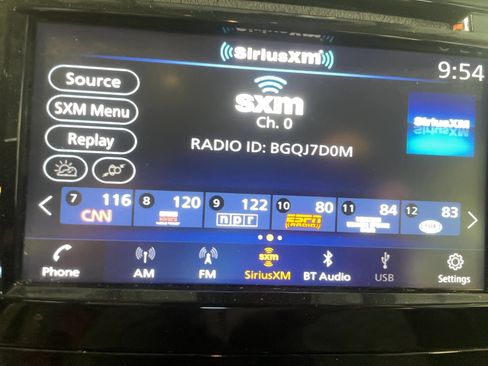 SiriusXM
9:54
Source
SXM Menu
Replay
sxm
Ch. 0
RADIO ID: BGQJ7D0M
SiriusXM
7 116 CNN
8 120
9 122 npr
10 80 ESPN RADIO
11 84
12 83
Phone
AM
FM
sxm
SiriusXM
BT Audio
USB
Settings